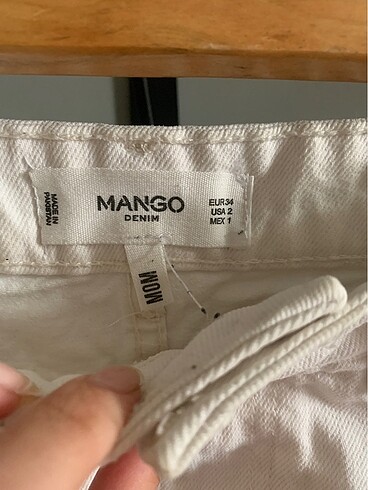 MADE IN
PAKISTAN
MANGO
DENIM
EUR 34
USA 2
MEX 1
MOM